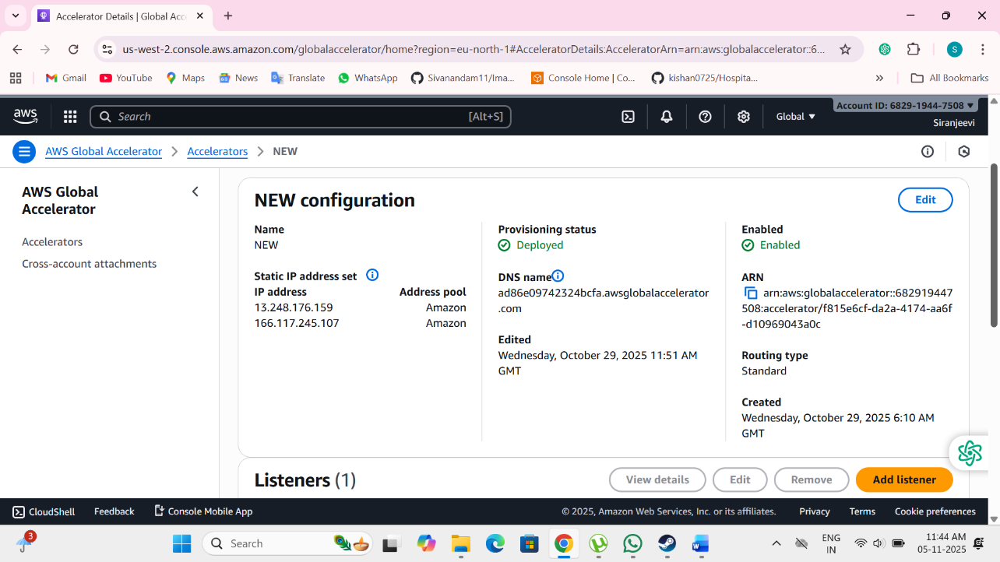 Accelerator Details | Global Acc
us-west-2.console.aws.amazon.com/globalaccelerator/home?region=eu-north-1#AcceleratorDetails:AcceleratorArn=arn:aws:globalaccelerator::6...
S
Gmail
YouTube
Maps
News
Translate
WhatsApp
Sivanandam11/Ima...
Console Home | Co...
kishan0725/Hospita...
All Bookmarks
aws
Search
[Alt+S]
Global
Account ID: 6829-1944-7508
Siranjeevi
AWS Global Accelerator
Accelerators
NEW
AWS Global
Accelerator
Accelerators
Cross-account attachments
NEW configuration
Edit
Name
NEW
Static IP address set
IP address Address pool
13.248.176.159 Amazon
166.117.245.107 Amazon
Provisioning status
Deployed
DNS name
ad86e09742324bcfa.awsglobalaccelerator
.com
Edited
Wednesday, October 29, 2025 11:51 AM
GMT
Enabled
Enabled
ARN
arn:aws:globalaccelerator::682919447
508:accelerator/f815e6cf-da2a-4174-aa6f
-d10969043a0c
Routing type
Standard
Created
Wednesday, October 29, 2025 6:10 AM
GMT
Listeners (1)
View details
Edit
Remove
Add listener
CloudShell
Feedback
Console Mobile App
© 2025, Amazon Web Services, Inc. or its affiliates.
Privacy
Terms
Cookie preferences
3
Search
ENG
IN
11:44 AM
05-11-2025